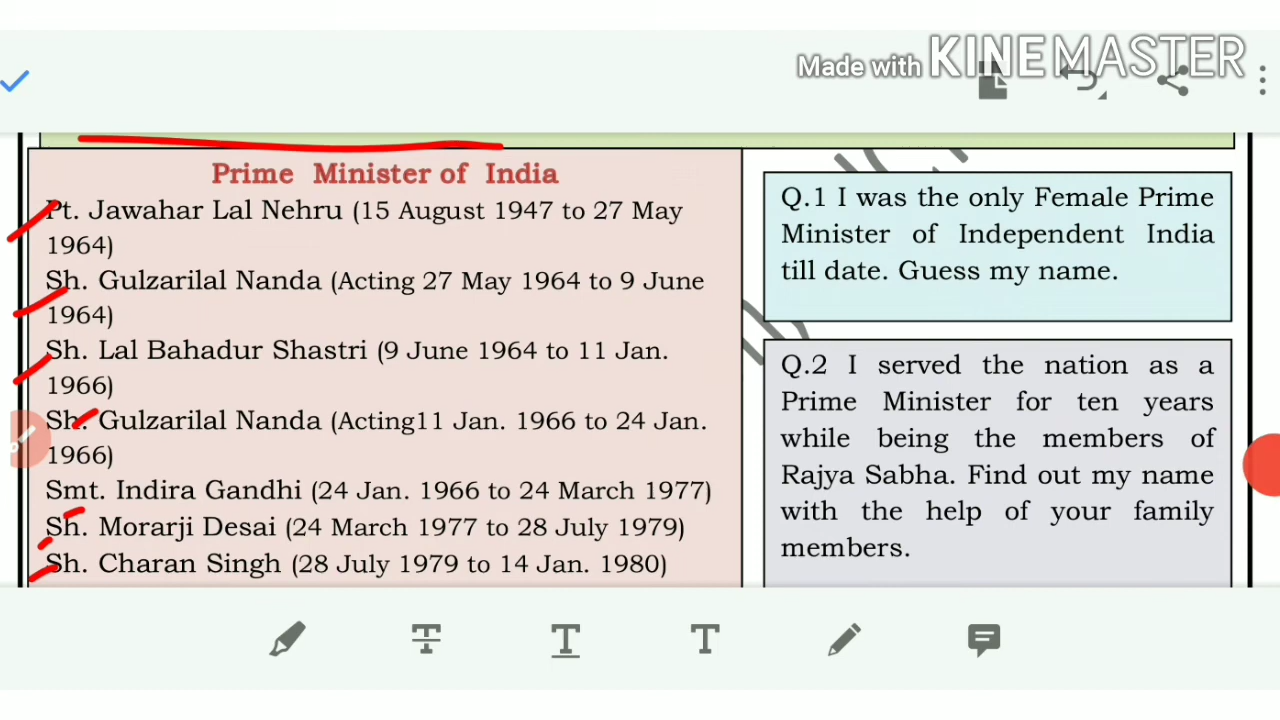 Made with KINEMASTER
Prime Minister of India
Pt. Jawahar Lal Nehru (15 August 1947 to 27 May
1964)
Sh. Gulzarilal Nanda (Acting 27 May 1964 to 9 June
1964)
Sh. Lal Bahadur Shastri (9 June 1964 to 11 Jan.
1966)
Sh. Gulzarilal Nanda (Acting11 Jan. 1966 to 24 Jan.
1966)
Smt. Indira Gandhi (24 Jan. 1966 to 24 March 1977)
Sh. Morarji Desai (24 March 1977 to 28 July 1979)
Sh. Charan Singh (28 July 1979 to 14 Jan. 1980)
Q.1 I was the only Female Prime
Minister of Independent India
till date. Guess my name.
Q.2 I served the nation as a
Prime Minister for ten years
while being the members of
Rajya Sabha. Find out my name
with the help of your family
members.